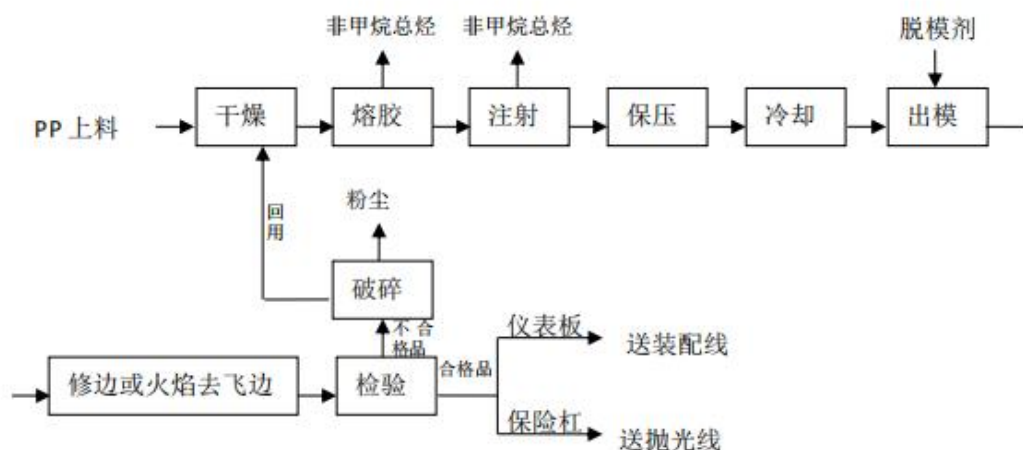 非甲烷总烃
非甲烷总烃
脱模剂
PP 上料
干燥
熔胶
注射
保压
冷却
出模
粉尘
回
用
破碎
不 合
格品
仪表板
送装配线
修边或火焰去飞边
检验
合格品
保险杠
送抛光线